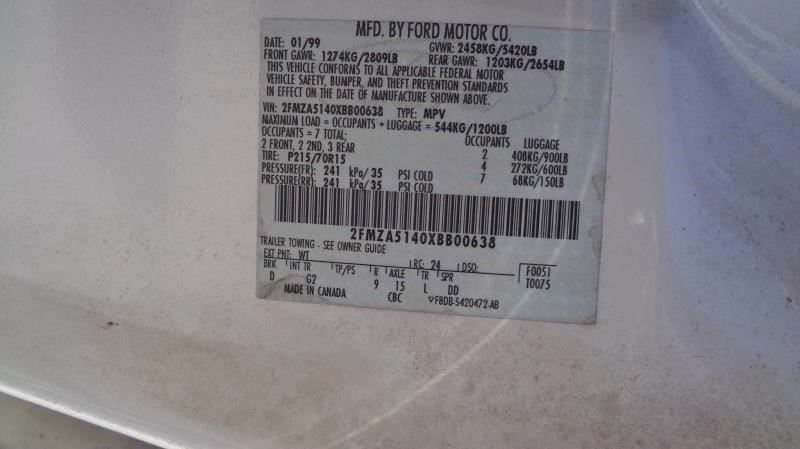 MFD. BY FORD MOTOR CO.
DATE: 01/99 GVWR: 2458KG/5420LB
FRONT GAWR: 1274KG/2809LB REAR GAWR: 1203KG/2654LB
THIS VEHICLE CONFORMS TO ALL APPLICABLE FEDERAL MOTOR
VEHICLE SAFETY, BUMPER, AND THEFT PREVENTION STANDARDS
IN EFFECT ON THE DATE OF MANUFACTURE SHOWN ABOVE.
VIN: 2FMZA5140XBB00638 TYPE: MPV
MAXIMUM LOAD = OCCUPANTS + LUGGAGE = 544KG/1200LB
OCCUPANTS = 7 TOTAL; OCCUPANTS LUGGAGE
2 FRONT, 2 2ND, 3 REAR 2 408KG/900LB
TIRE: P215/70R15 4 272KG/600LB
PRESSURE(FR): 241 kPa/35 PSI COLD 7 68KG/150LB
PRESSURE(RR): 241 kPa/35 PSI COLD
2FMZA5140XBB00638
TRAILER TOWING - SEE OWNER GUIDE
EXT PNT: WT RC: 24 DSO: F0051
BRK INT TR TP/PS R AXLE TR SPR T0075
D G2 9 15 L DD
MADE IN CANADA CBC ▽F8DB-5420472-AB